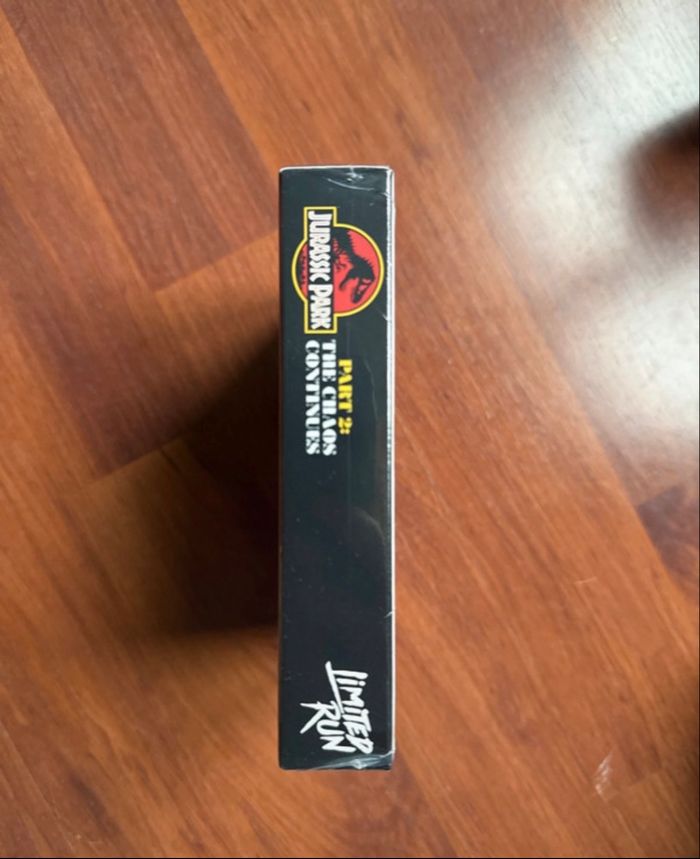 JURASSIC PARK
PART 2:
THE CHAOS
CONTINUES
LIMITED
RUN